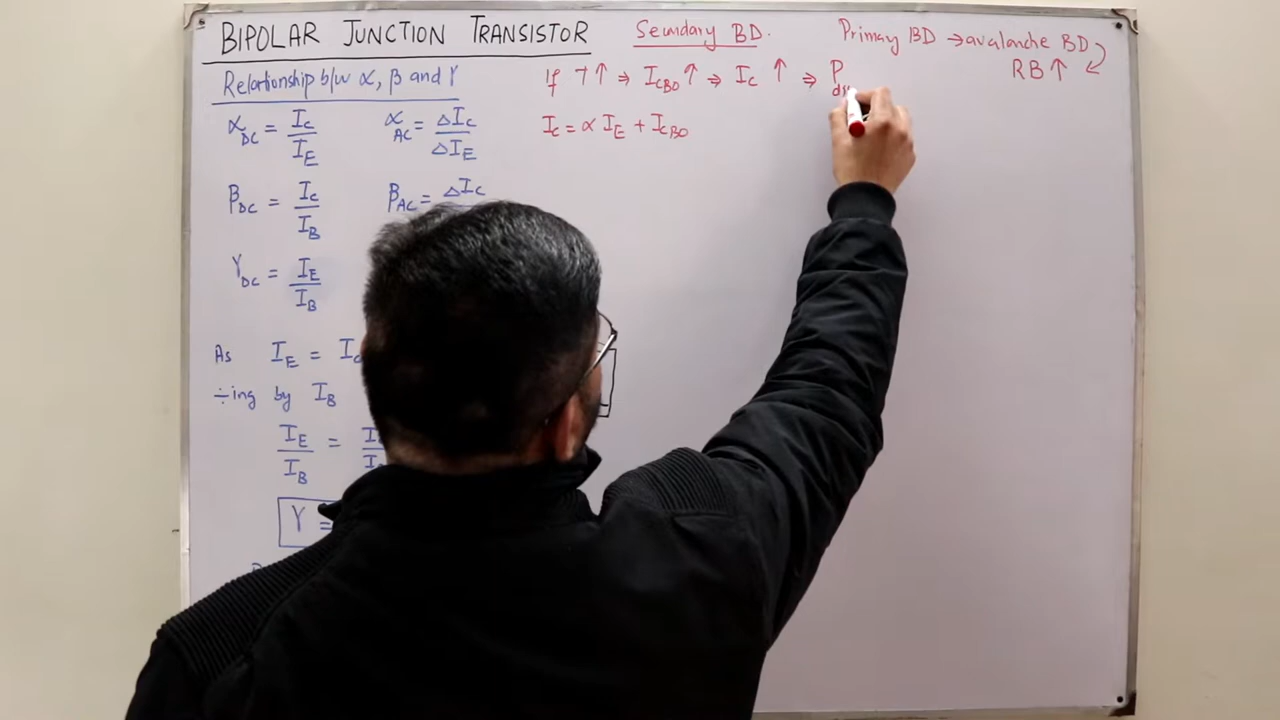 BIPOLAR JUNCTION TRANSISTOR
Relationship b/w α, β and γ
α_DC = I_C / I_E
α_AC = ΔI_C / ΔI_E
β_DC = I_C / I_B
β_AC = ΔI_C
γ_DC = I_E / I_B
As I_E =
÷ing by I_B
I_E / I_B =
γ =
Secondary BD.
Primary BD → avalanche BD
RB ↑
If T ↑ ⇒ I_CBO ↑ ⇒ I_C ↑ ⇒ P
I_C = α I_E + I_CBO